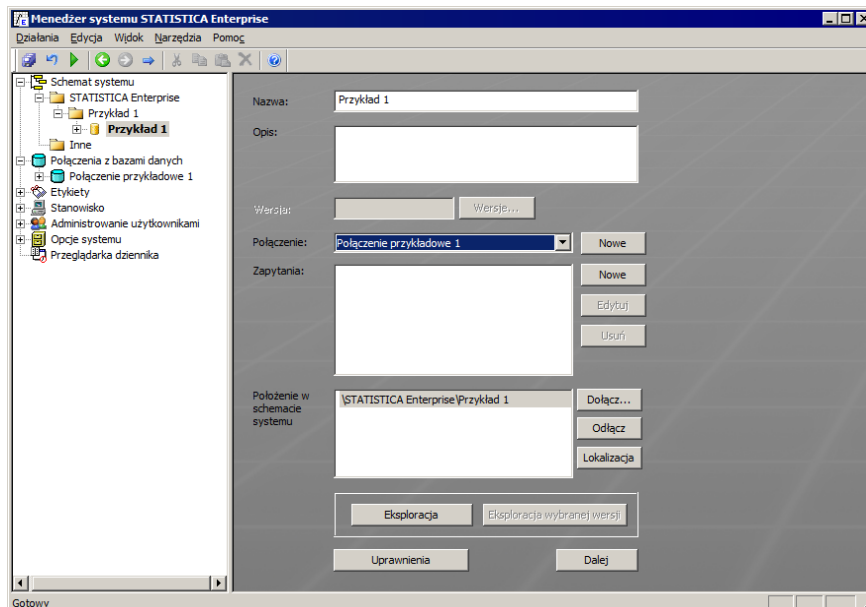 Menedżer systemu STATISTICA Enterprise
Działania Edycja Widok Narzędzia Pomoc
Schemat systemu
STATISTICA Enterprise
Przykład 1
Przykład 1
Inne
Połączenia z bazami danych
Połączenie przykładowe 1
Etykiety
Stanowisko
Administrowanie użytkownikami
Opcje systemu
Przeglądarka dziennika
Nazwa: Przykład 1
Opis:
Wersja: Wersje...
Połączenie: Połączenie przykładowe 1 Nowe
Zapytania: Nowe
Edytuj
Usuń
Położenie w schemacie systemu
\STATISTICA Enterprise\Przykład 1 Dołącz...
Odłącz
Lokalizacja
Eksploracja Eksploracja wybranej wersji
Uprawnienia Dalej
Gotowy